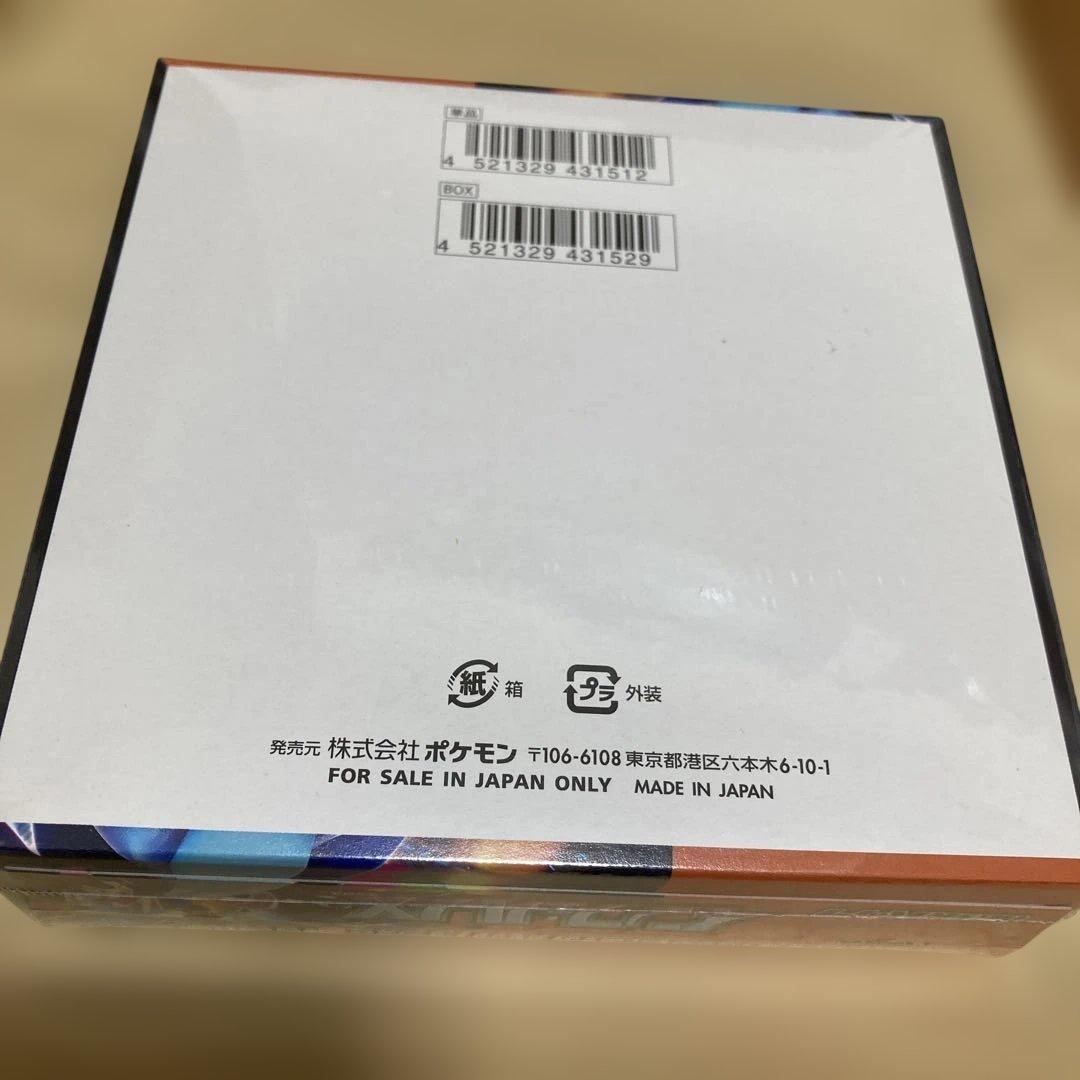 単品
4 521329 431512
BOX
4 521329 431529
紙 箱 プラ 外装
発売元 株式会社 ポケモン 〒106-6108 東京都港区六本木6-10-1
FOR SALE IN JAPAN ONLY MADE IN JAPAN